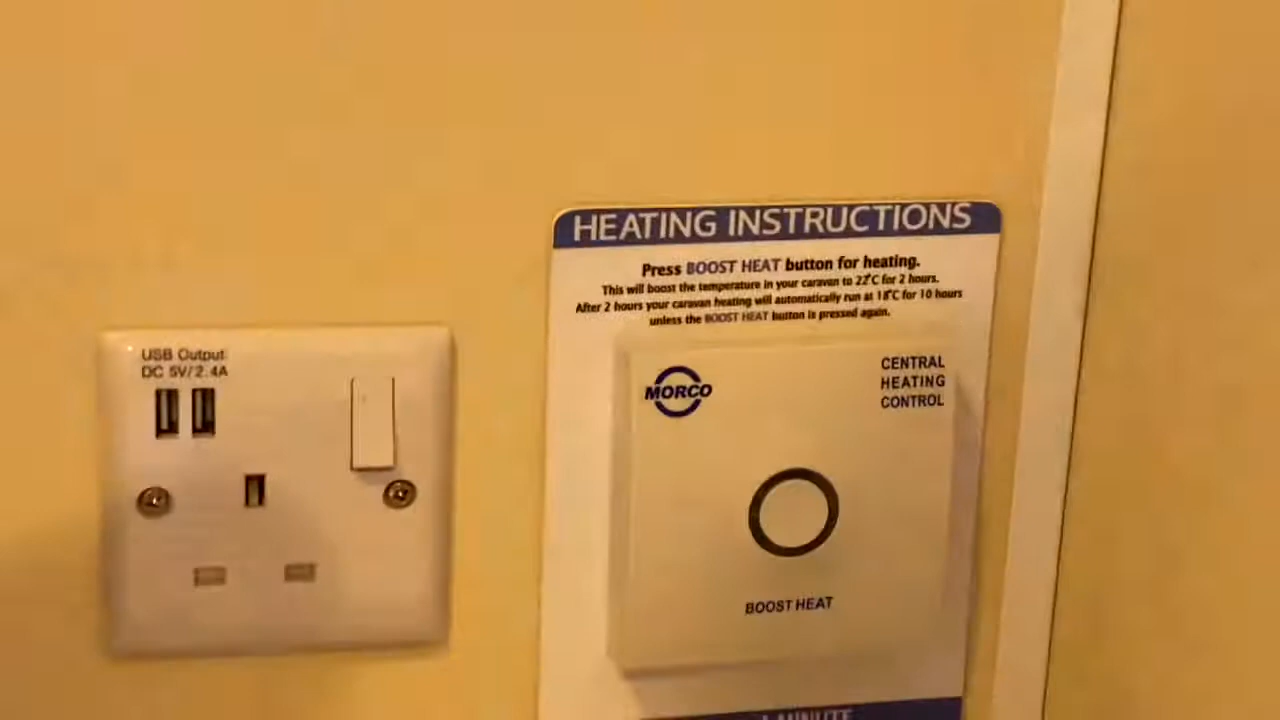 HEATING INSTRUCTIONS
Press BOOST HEAT button for heating.
This will boost the temperature in your caravan to 22°C for 2 hours.
After 2 hours your caravan heating will automatically run at 18°C for 10 hours
unless the BOOST HEAT button is pressed again.
USB Output
DC 5V/2.4A
MORCO
CENTRAL
HEATING
CONTROL
BOOST HEAT